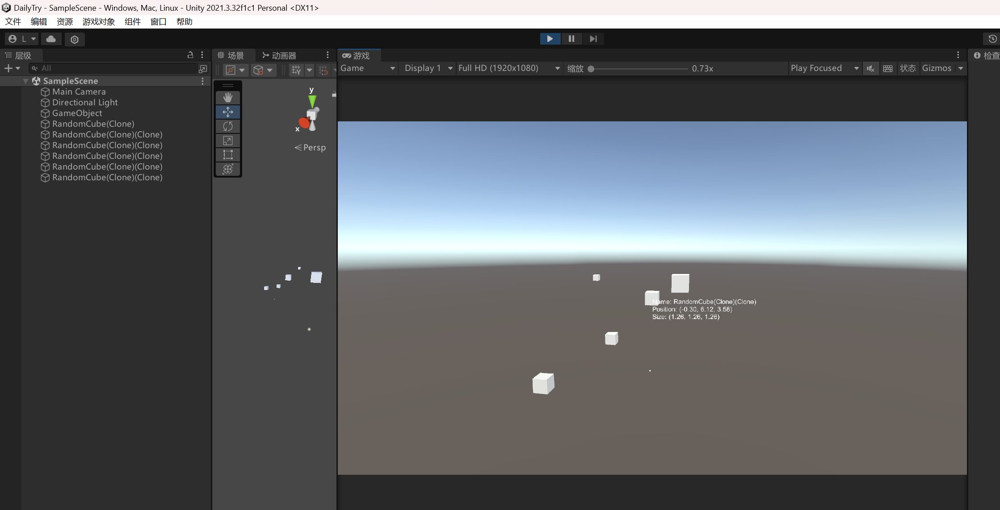 DailyTry - SampleScene - Windows, Mac, Linux - Unity 2021.3.32f1c1 Personal <DX11>
文件 编辑 资源 游戏对象 组件 窗口 帮助
L
层级
All
SampleScene
Main Camera
Directional Light
GameObject
RandomCube(Clone)
RandomCube(Clone)(Clone)
RandomCube(Clone)(Clone)
RandomCube(Clone)(Clone)
RandomCube(Clone)(Clone)
RandomCube(Clone)(Clone)
场景 动画器
y
x
Persp
游戏
Game Display 1 Full HD (1920x1080) 缩放 0.73x Play Focused 状态 Gizmos
Name: RandomCube(Clone)(Clone)
Position: (-0.30, 6.12, 3.58)
Size: (1.26, 1.26, 1.26)
检查